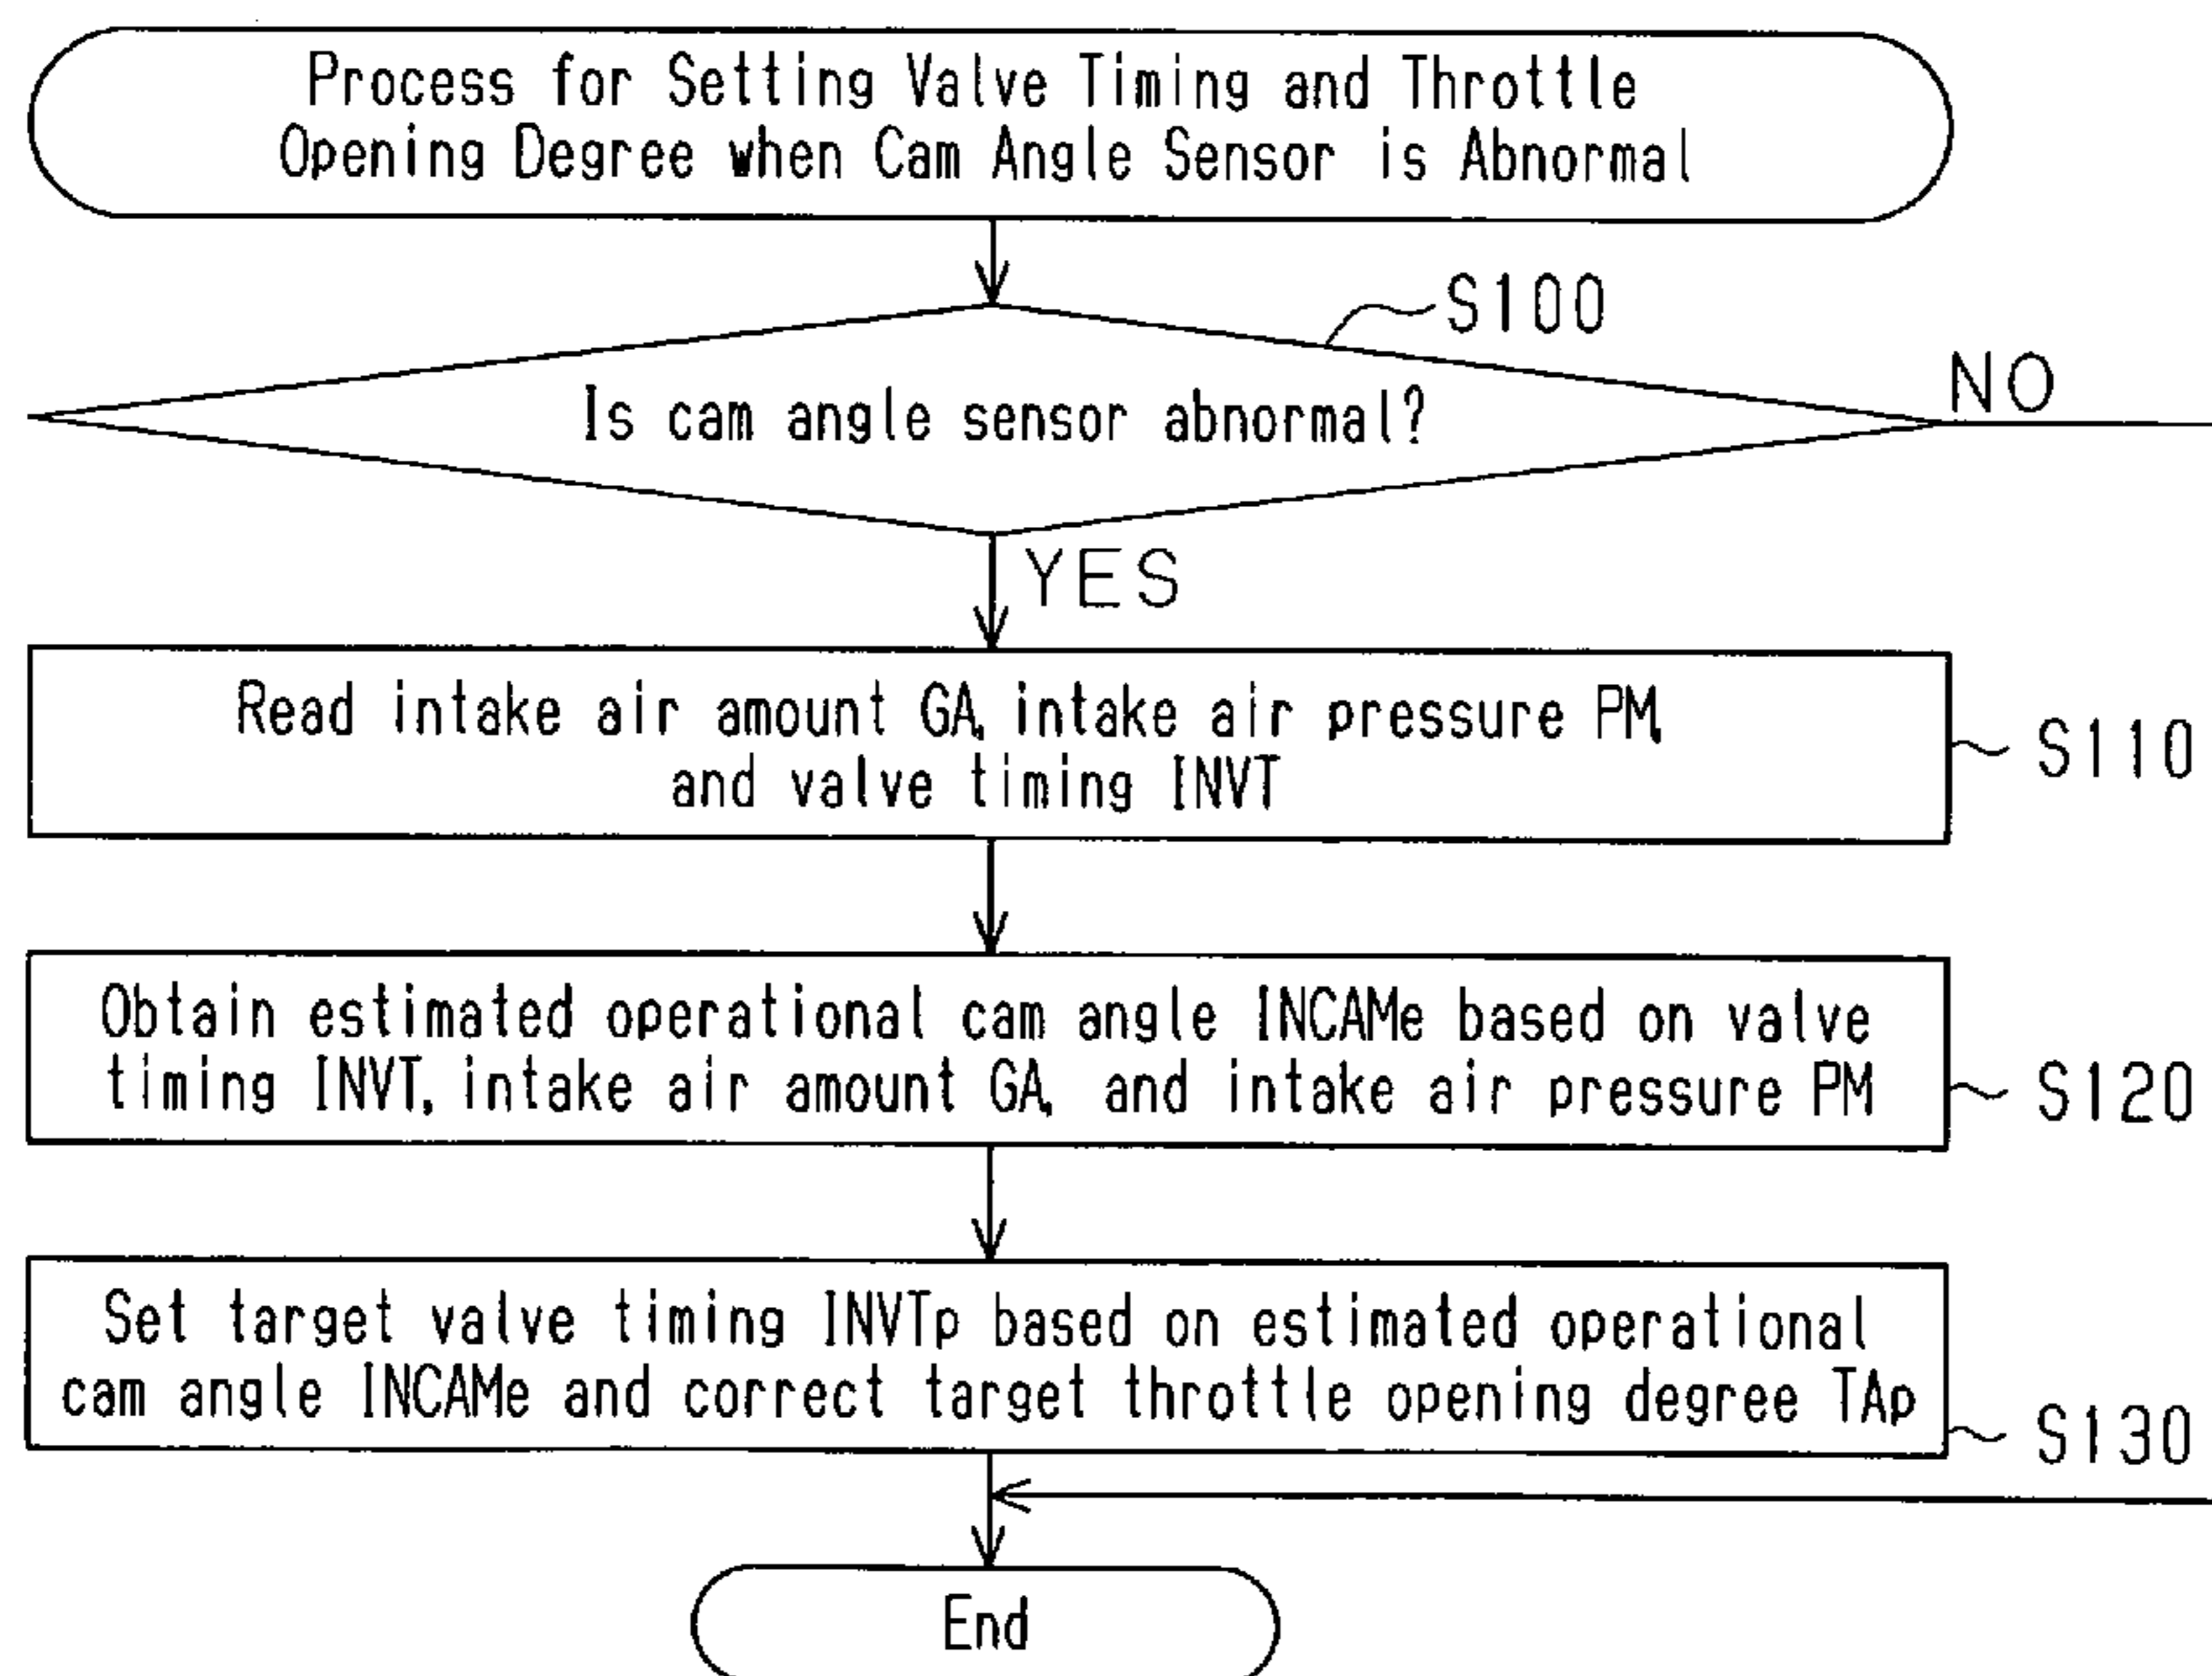 Process for Setting Valve Timing and Throttle
Opening Degree when Cam Angle Sensor is Abnormal
S100
Is cam angle sensor abnormal?
NO
YES
Read intake air amount GA, intake air pressure PM,
and valve timing INVT
S110
Obtain estimated operational cam angle INCAMe based on valve
timing INVT, intake air amount GA, and intake air pressure PM
S120
Set target valve timing INVTp based on estimated operational
cam angle INCAMe and correct target throttle opening degree TAp
S130
End